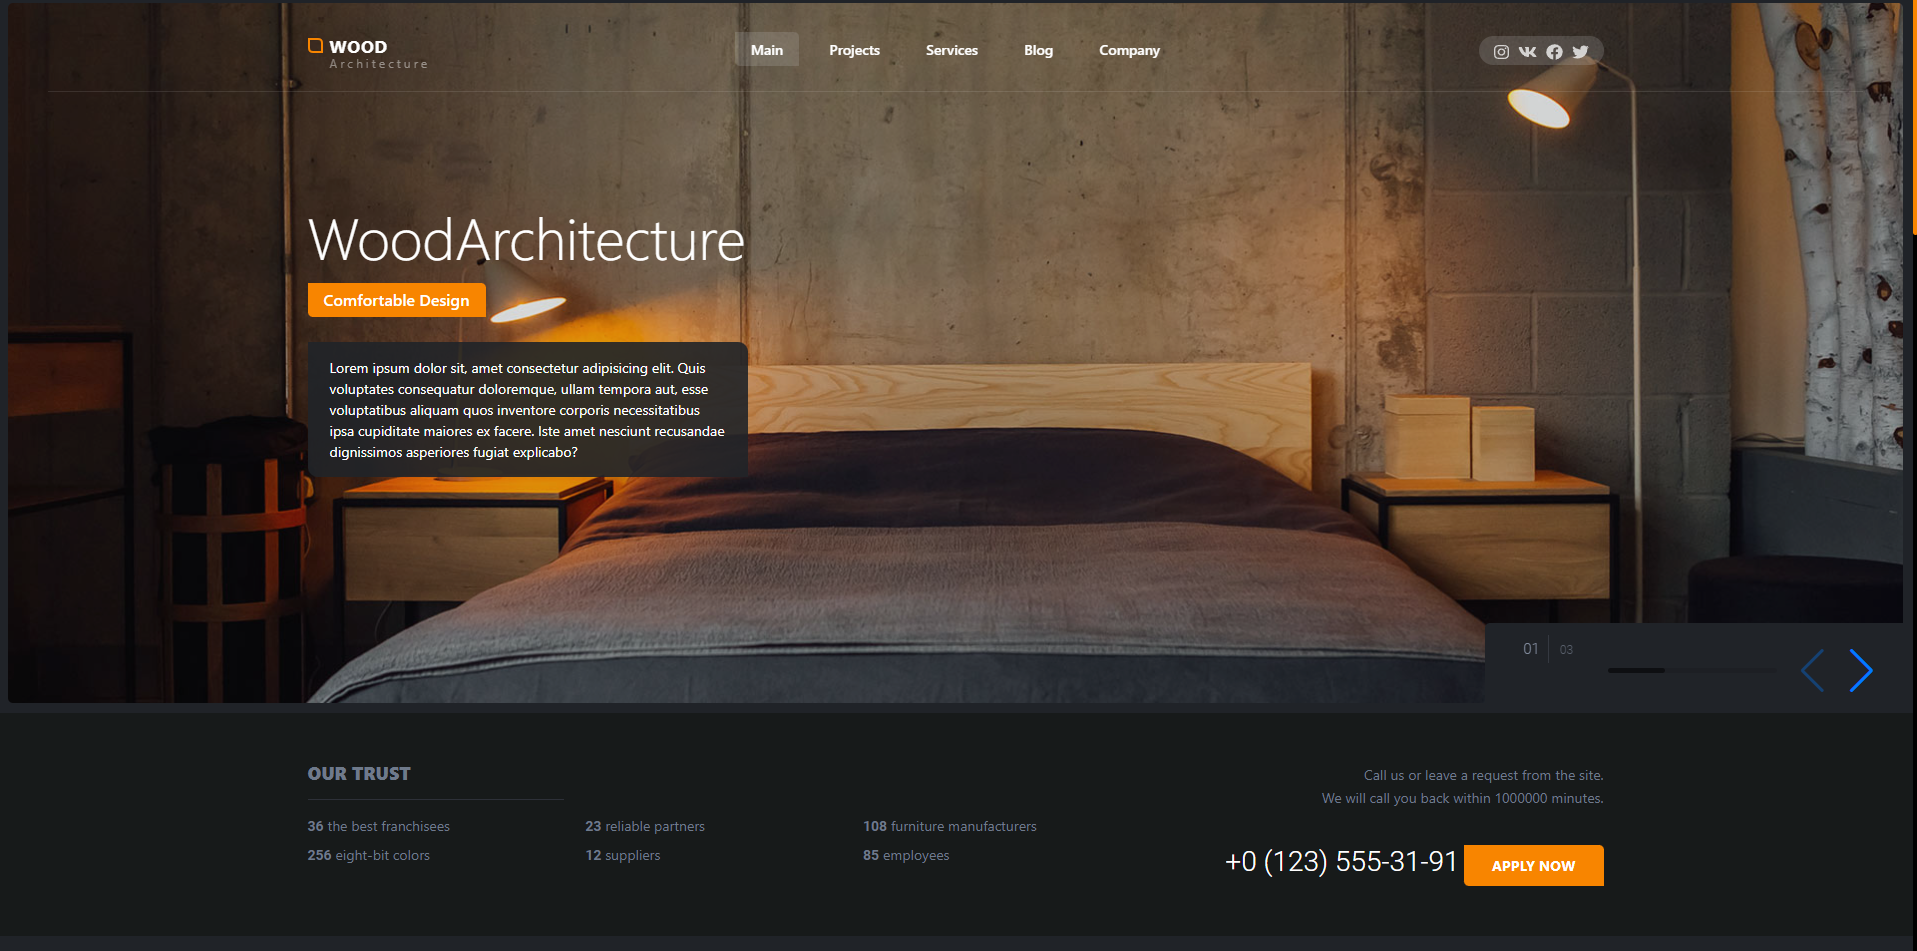 WOOD
Architecture
Main
Projects
Services
Blog
Company
WoodArchitecture
Comfortable Design
Lorem ipsum dolor sit, amet consectetur adipisicing elit. Quis
voluptates consequatur doloremque, ullam tempora aut, esse
voluptatibus aliquam quos inventore corporis necessitatibus
ipsa cupiditate maiores ex facere. Iste amet nesciunt recusandae
dignissimos asperiores fugiat explicabo?
01
03
OUR TRUST
36 the best franchisees
23 reliable partners
108 furniture manufacturers
256 eight-bit colors
12 suppliers
85 employees
Call us or leave a request from the site.
We will call you back within 1000000 minutes.
+0 (123) 555-31-91
APPLY NOW